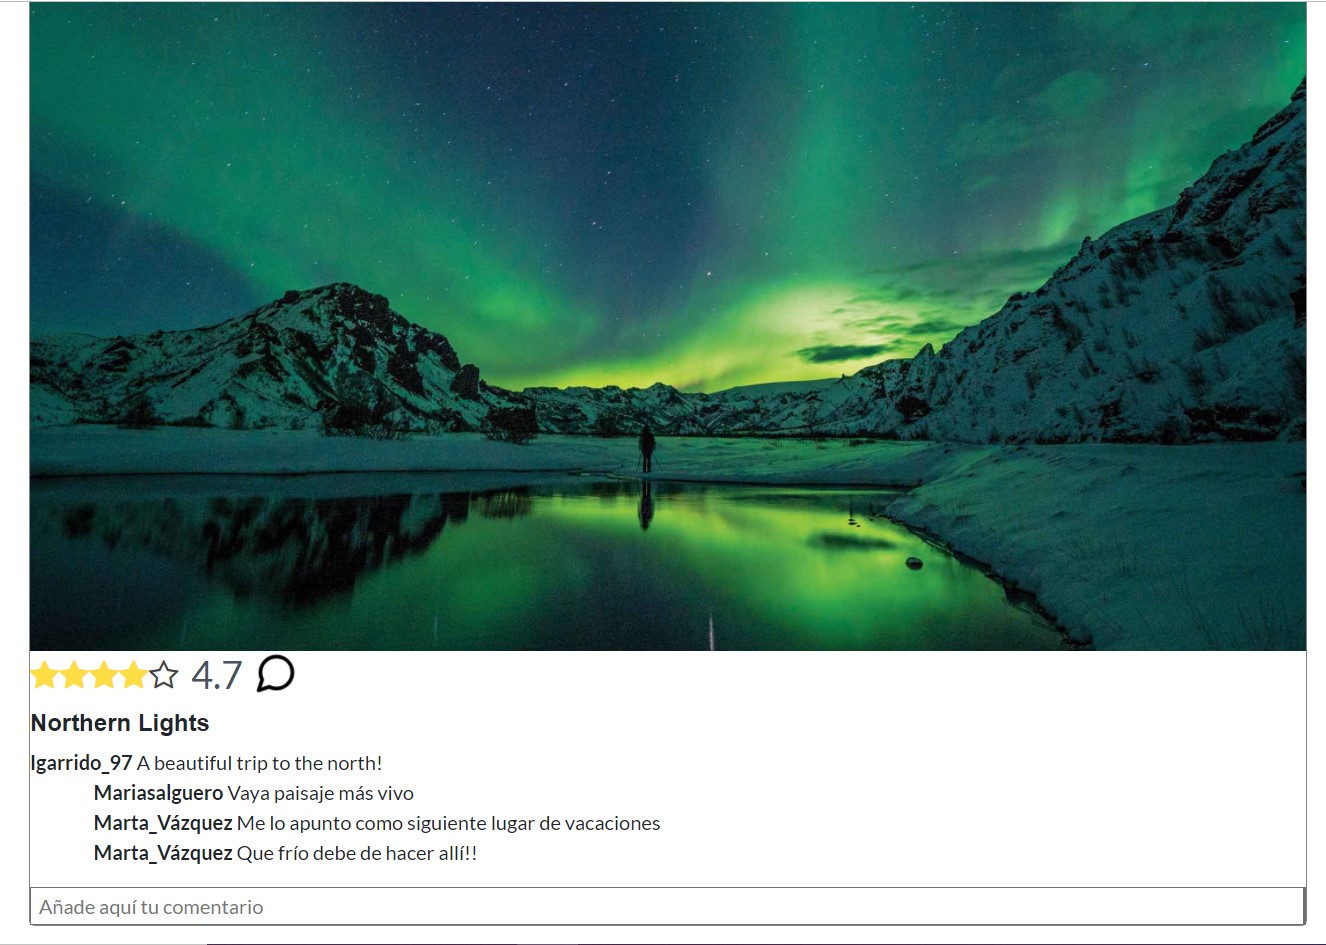 4.7
Northern Lights
Igarrido_97 A beautiful trip to the north!
Mariasalguero Vaya paisaje más vivo
Marta_Vázquez Me lo apunto como siguiente lugar de vacaciones
Marta_Vázquez Que frío debe de hacer allí!!
Añade aquí tu comentario